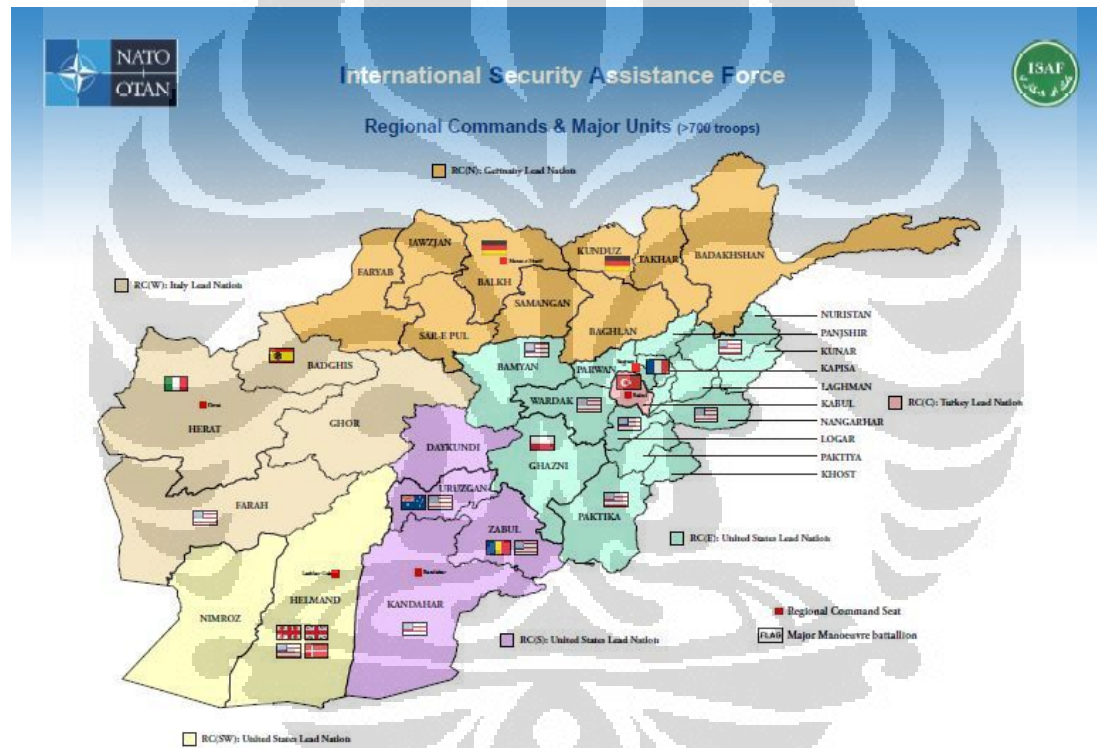 NATO
OTAN
International Security Assistance Force
ISAF
Regional Commands & Major Units (>700 troops)
RC(N): Germany Lead Nation
JAWZJAN
KUNDUZ
TAKHAR
BADAKHSHAN
FARYAB
BALKH
RC(W): Italy Lead Nation
SAMANGAN
SAR-E PUL
BAGHLAN
NURISTAN
PANJSHIR
KUNAR
KAPISA
LAGHMAN
KABUL
RC(C): Turkey Lead Nation
NANGARHAR
LOGAR
PAKTIYA
KHOST
BADGHIS
BAMYAN
PARWAN
WARDAK
HERAT
GHOR
DAYKUNDI
GHAZNI
URUZGAN
FARAH
PAKTIKA
ZABUL
RC(E): United States Lead Nation
HELMAND
KANDAHAR
NIMROZ
Regional Command Seat
FLAG Major Manoeuvre battallion
RC(S): United States Lead Nation
RC(SW): United States Lead Nation